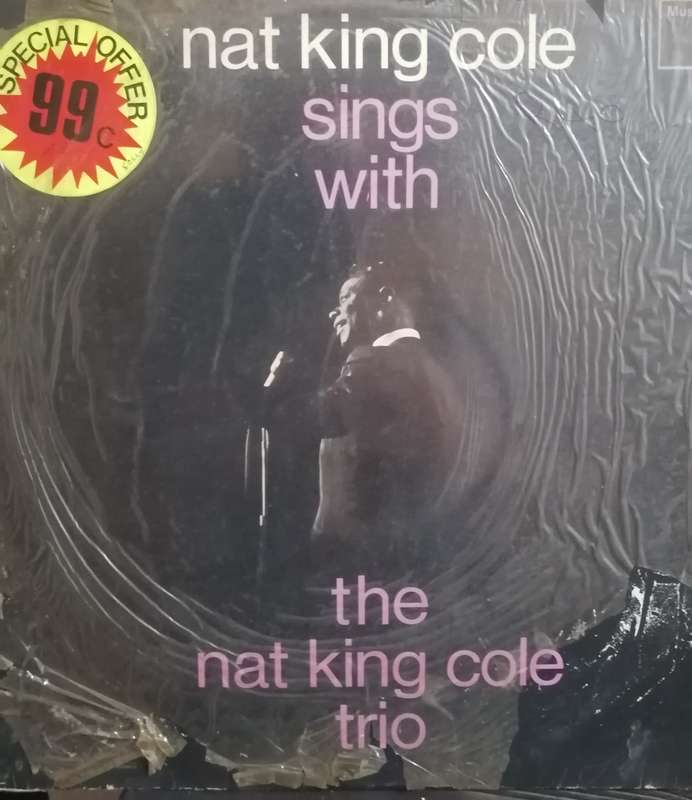 SPECIAL OFFER
99c
nat king cole
sings
with
the
nat king cole
trio